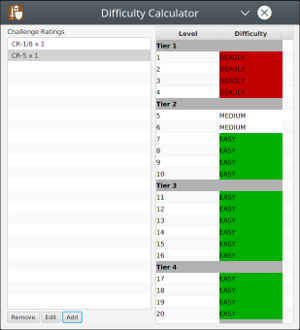 Difficulty Calculator
Challenge Ratings
CR-1/8 x 1
CR-5 x 1
Remove Edit Add
Level Difficulty
Tier 1
1 DEADLY
2 DEADLY
3 DEADLY
4 DEADLY
Tier 2
5 MEDIUM
6 MEDIUM
7 EASY
8 EASY
9 EASY
10 EASY
Tier 3
11 EASY
12 EASY
13 EASY
14 EASY
15 EASY
16 EASY
Tier 4
17 EASY
18 EASY
19 EASY
20 EASY